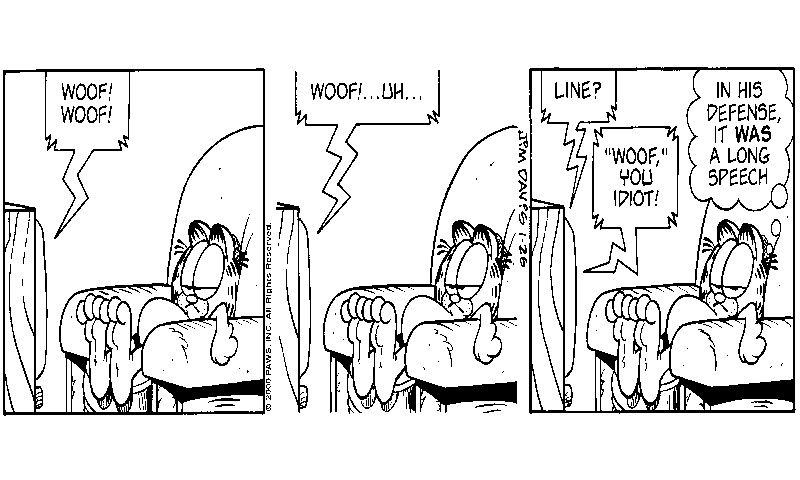 WOOF!
WOOF!
© 2000 PAWS, INC. All Rights Reserved.
WOOF!...UH...
JIM DAVIS 1-26
LINE?
"WOOF,"
YOU
IDIOT!
IN HIS
DEFENSE,
IT WAS
A LONG
SPEECH